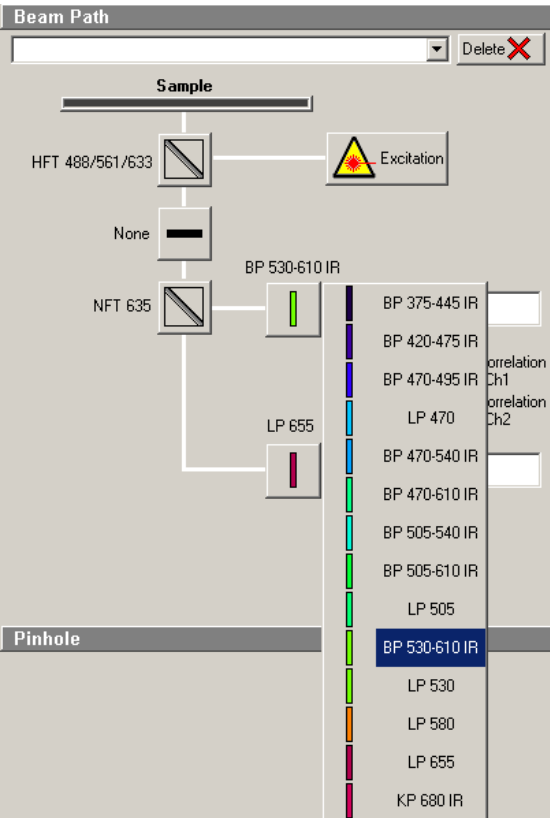 Beam Path
Delete
Sample
HFT 488/561/633
Excitation
None
BP 530-610 IR
NFT 635
BP 375-445 IR
BP 420-475 IR
orrelation
BP 470-495 IR
Ch1
orrelation
LP 470
Ch2
LP 655
BP 470-540 IR
BP 470-610 IR
BP 505-540 IR
BP 505-610 IR
LP 505
Pinhole
BP 530-610 IR
LP 530
LP 580
LP 655
KP 680 IR